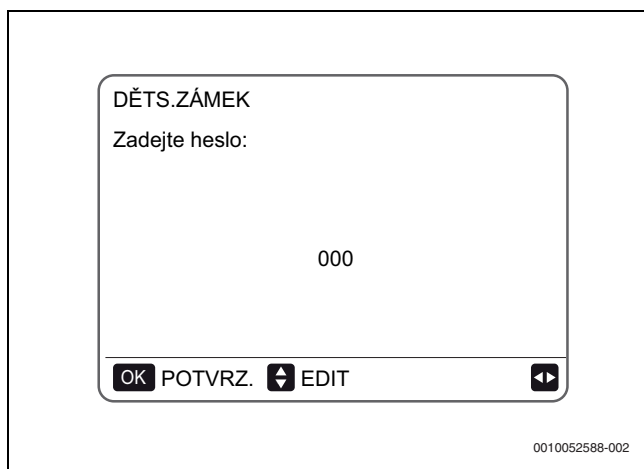 DĚTS.ZÁMEK
Zadejte heslo:
000
OK POTVRZ. EDIT
0010052588-002